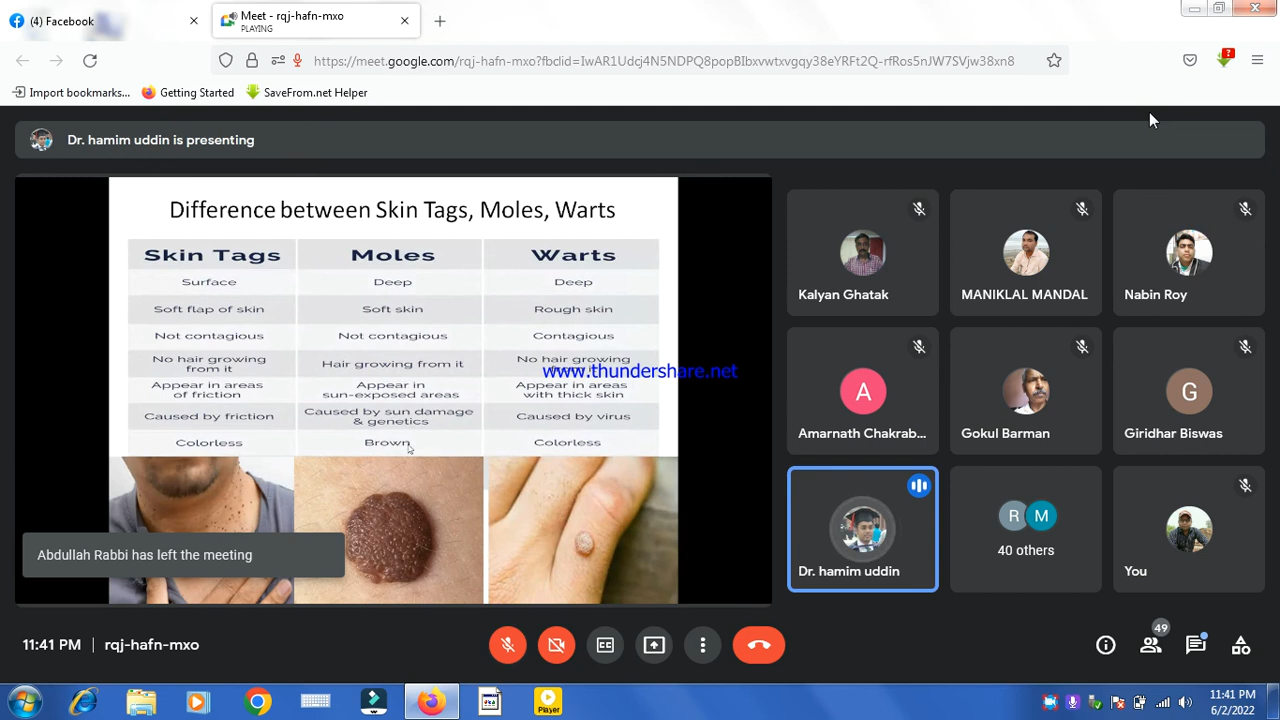 (4) Facebook
Meet - rqj-hafn-mxo
PLAYING
https://meet.google.com/rqj-hafn-mxo?fbclid=IwAR1Udcj4N5NDPQ8popBIbxvwtxvgqy38eYRFt2Q-rfRos5nJW7SVjw38xn8
Import bookmarks...
Getting Started
SaveFrom.net Helper
Dr. hamim uddin is presenting
Difference between Skin Tags, Moles, Warts
Skin Tags Moles Warts
Surface Deep Deep
Soft flap of skin Soft skin Rough skin
Not contagious Not contagious Contagious
No hair growing
from it
Hair growing from it
No hair growing
www.thundershare.net
Appear in areas
of friction
Appear in
sun-exposed areas
Appear in areas
with thick skin
Caused by friction
Caused by sun damage
& genetics
Caused by virus
Colorless Brown Colorless
Abdullah Rabbi has left the meeting
Kalyan Ghatak
MANIKLAL MANDAL
Nabin Roy
A
Amarnath Chakrab...
Gokul Barman
G
Giridhar Biswas
Dr. hamim uddin
R M
40 others
You
11:41 PM | rqj-hafn-mxo
CC
49
Player
11:41 PM
6/2/2022